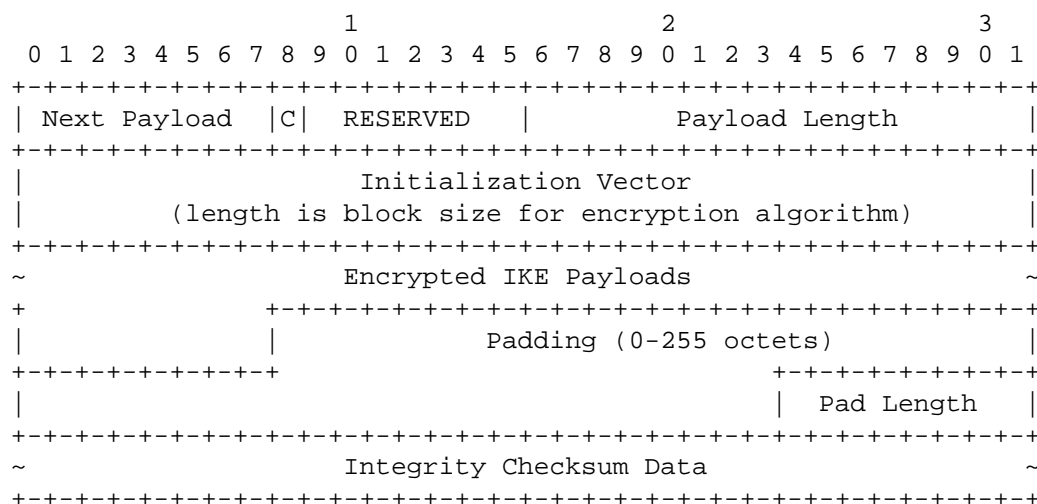 1                   2                   3
 0 1 2 3 4 5 6 7 8 9 0 1 2 3 4 5 6 7 8 9 0 1 2 3 4 5 6 7 8 9 0 1
+-+-+-+-+-+-+-+-+-+-+-+-+-+-+-+-+-+-+-+-+-+-+-+-+-+-+-+-+-+-+-+-+
| Next Payload  |C|  RESERVED   |         Payload Length        |
+-+-+-+-+-+-+-+-+-+-+-+-+-+-+-+-+-+-+-+-+-+-+-+-+-+-+-+-+-+-+-+-+
|                     Initialization Vector                     |
|         (length is block size for encryption algorithm)       |
+-+-+-+-+-+-+-+-+-+-+-+-+-+-+-+-+-+-+-+-+-+-+-+-+-+-+-+-+-+-+-+-+
~                    Encrypted IKE Payloads                     ~
+               +-+-+-+-+-+-+-+-+-+-+-+-+-+-+-+-+-+-+-+-+-+-+-+-+
|               |             Padding (0-255 octets)            |
+-+-+-+-+-+-+-+-+                               +-+-+-+-+-+-+-+-+
|                                               |  Pad Length   |
+-+-+-+-+-+-+-+-+-+-+-+-+-+-+-+-+-+-+-+-+-+-+-+-+-+-+-+-+-+-+-+-+
~                    Integrity Checksum Data                    ~
+-+-+-+-+-+-+-+-+-+-+-+-+-+-+-+-+-+-+-+-+-+-+-+-+-+-+-+-+-+-+-+-+